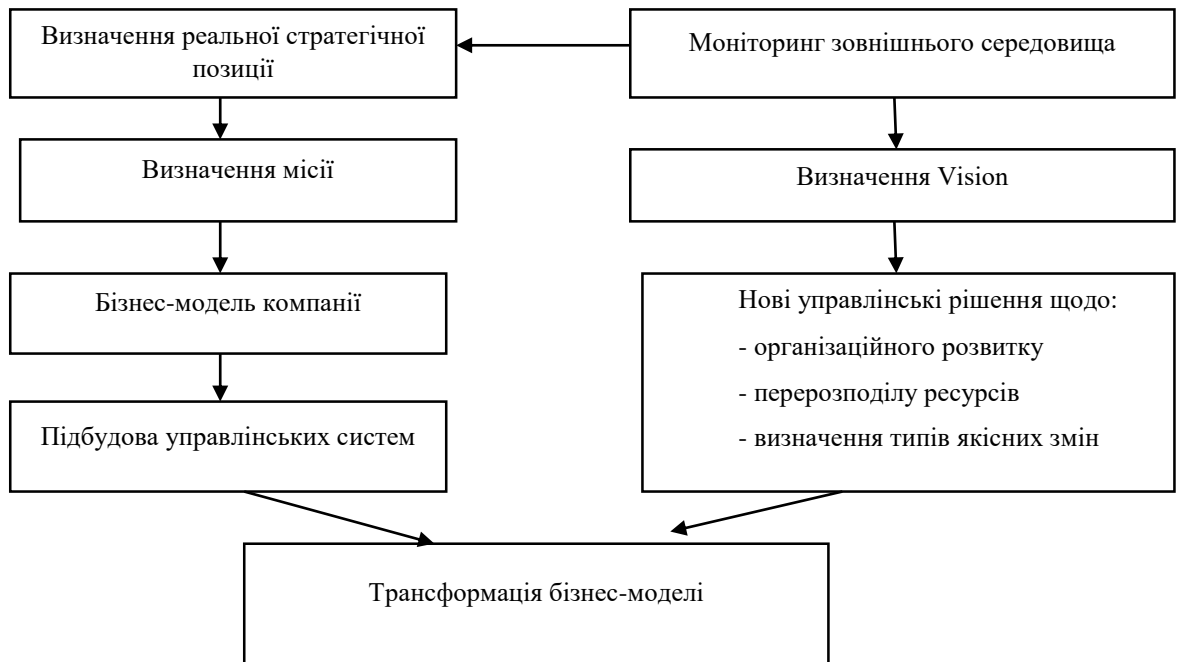 Визначення реальної стратегічної
позиції
Моніторинг зовнішнього середовища
Визначення місії
Визначення Vision
Бізнес-модель компанії
Нові управлінські рішення щодо:
- організаційного розвитку
- перерозподілу ресурсів
- визначення типів якісних змін
Підбудова управлінських систем
Трансформація бізнес-моделі